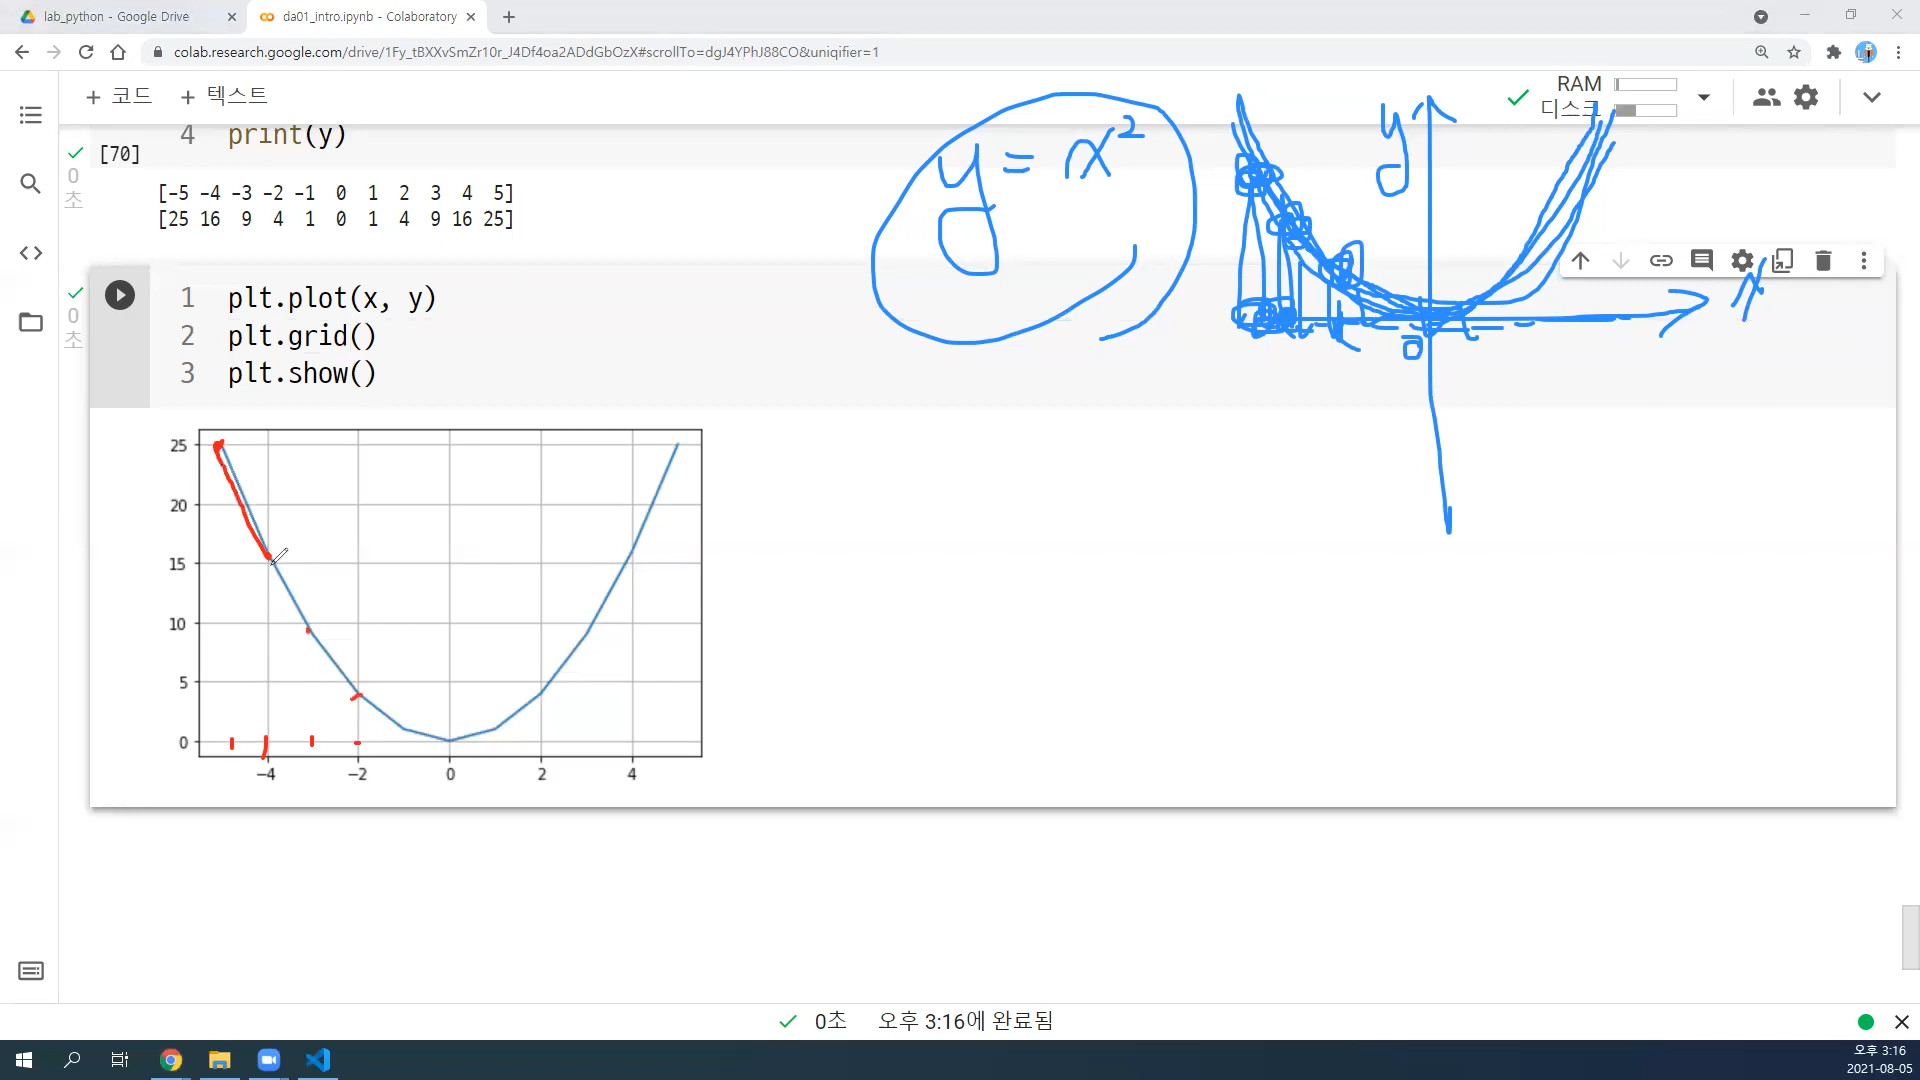 lab_python - Google Drive
da01_intro.ipynb - Colaboratory
colab.research.google.com/drive/1Fy_tBXXvSmZr10r_J4Df4oa2ADdGbOzX#scrollTo=dgJ4YPhJ88CO&uniqifier=1
+ 코드 + 텍스트
RAM
디스크
4 print(y)
[70]
0
초
[-5 -4 -3 -2 -1 0 1 2 3 4 5]
[25 16 9 4 1 0 1 4 9 16 25]
y = x²
y
x
0
0
초
1 plt.plot(x, y)
2 plt.grid()
3 plt.show()
25
20
15
10
5
0
−4 −2 0 2 4
0초 오후 3:16에 완료됨
오후 3:16
2021-08-05